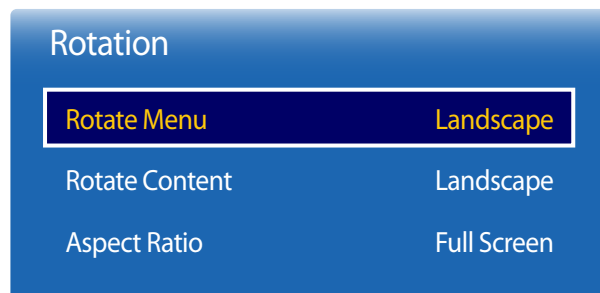 Rotation
Rotate Menu Landscape
Rotate Content Landscape
Aspect Ratio Full Screen